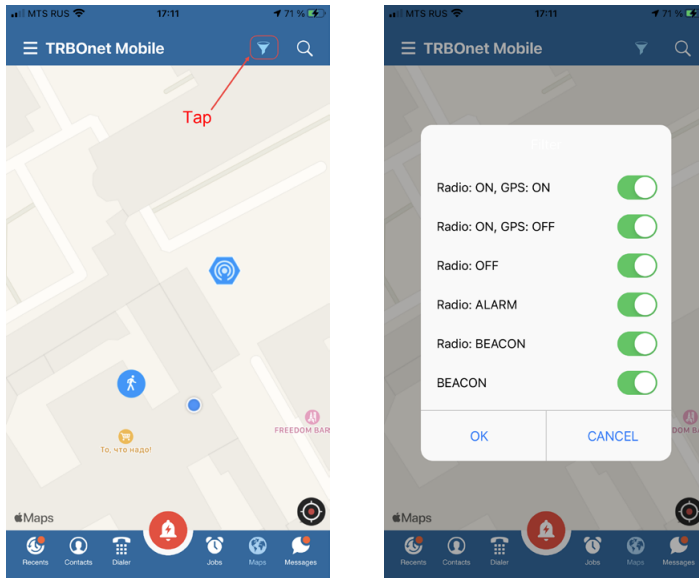 MTS RUS 17:11 71 %
TRBOnet Mobile
Tap
FREEDOM BAR
То, что надо!
Maps
Recents Contacts Dialer Jobs Maps Messages
MTS RUS 17:11 71 %
TRBOnet Mobile
Radio: ON, GPS: ON
Radio: ON, GPS: OFF
Radio: OFF
Radio: ALARM
Radio: BEACON
BEACON
OK CANCEL
DOM BA
Maps
Recents Contacts Dialer Jobs Maps Messages